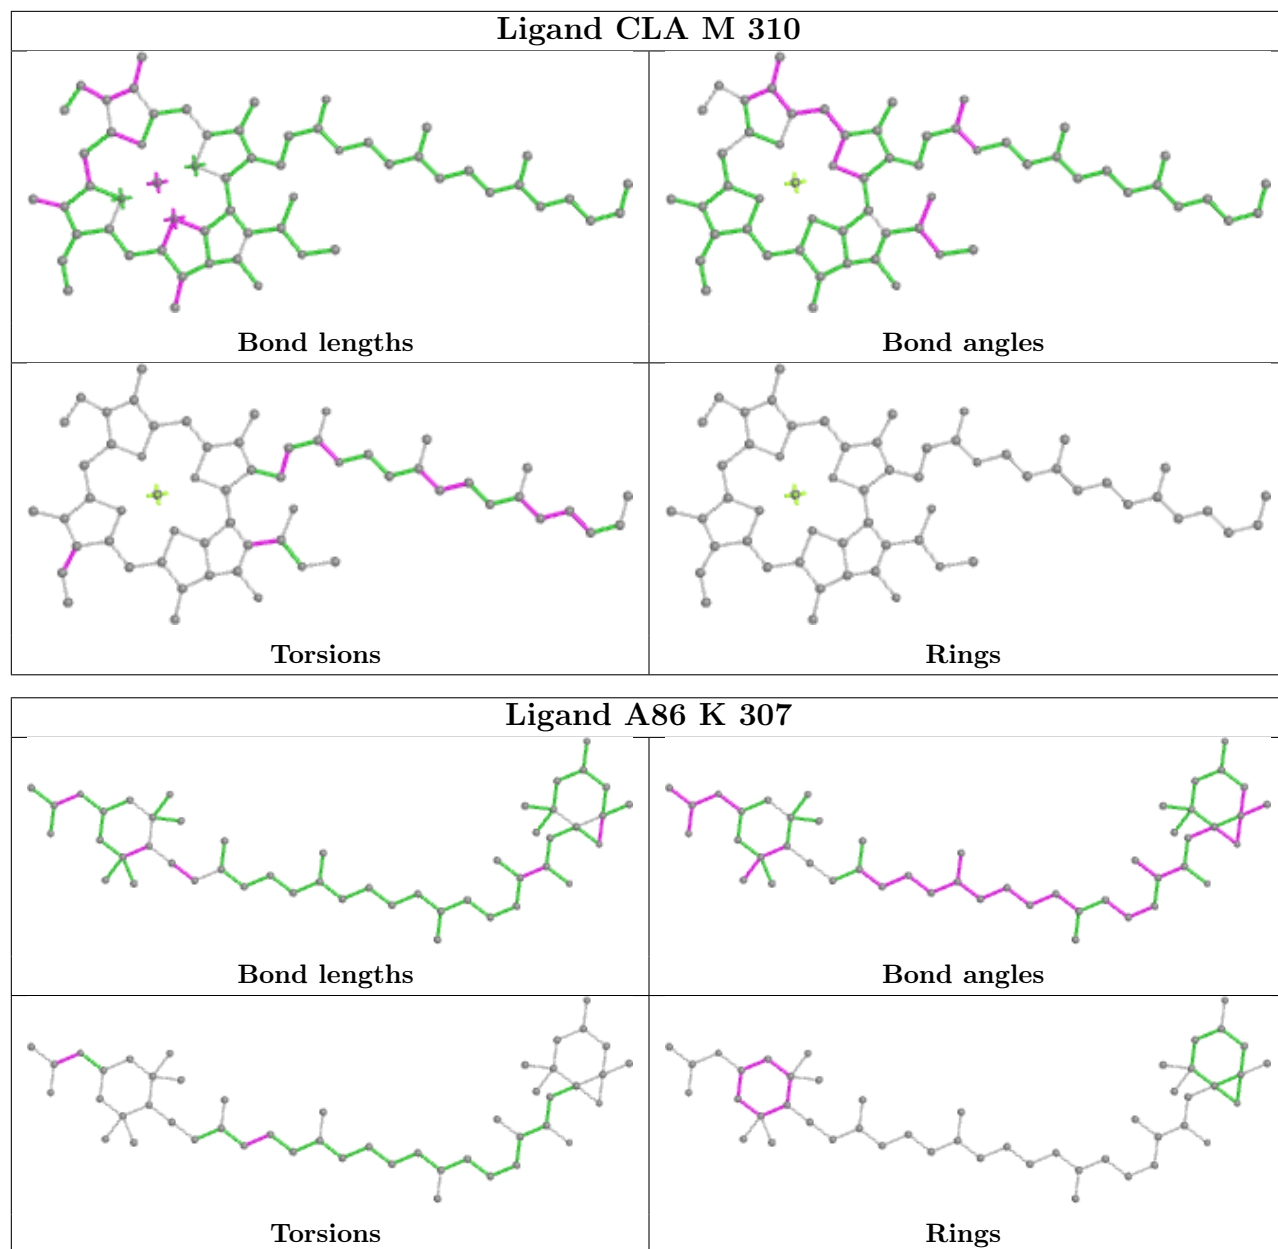 Ligand CLA M 310
Bond lengths
Bond angles
Torsions
Rings
Ligand A86 K 307
Bond lengths
Bond angles
Torsions
Rings